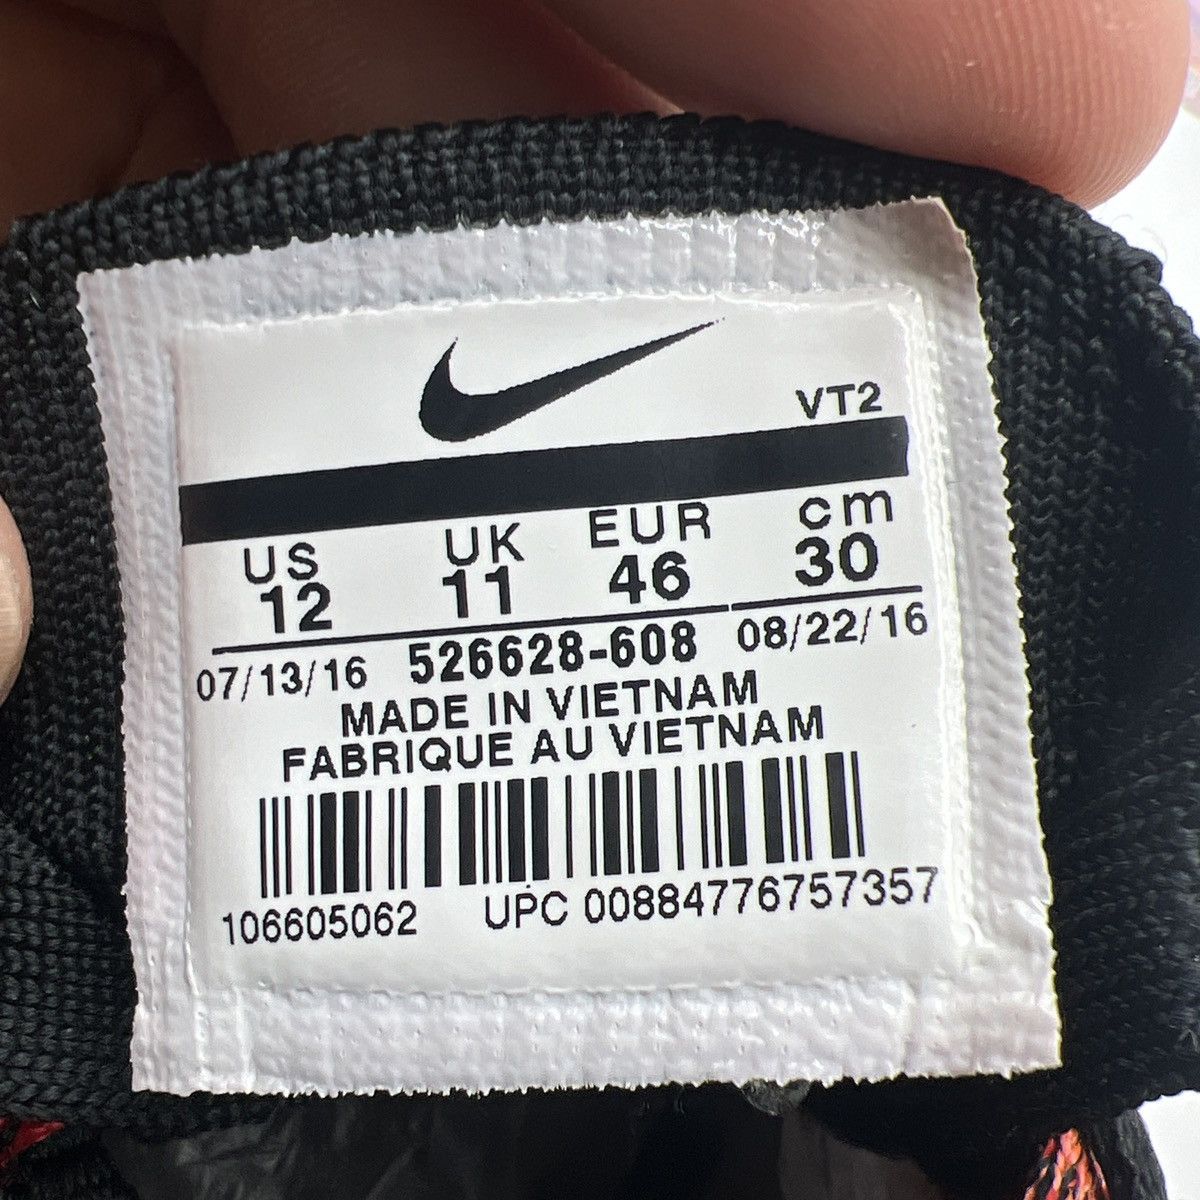 VT2
US UK EUR cm
12 11 46 30
07/13/16 526628-608 08/22/16
MADE IN VIETNAM
FABRIQUE AU VIETNAM
106605062 UPC 00884776757357